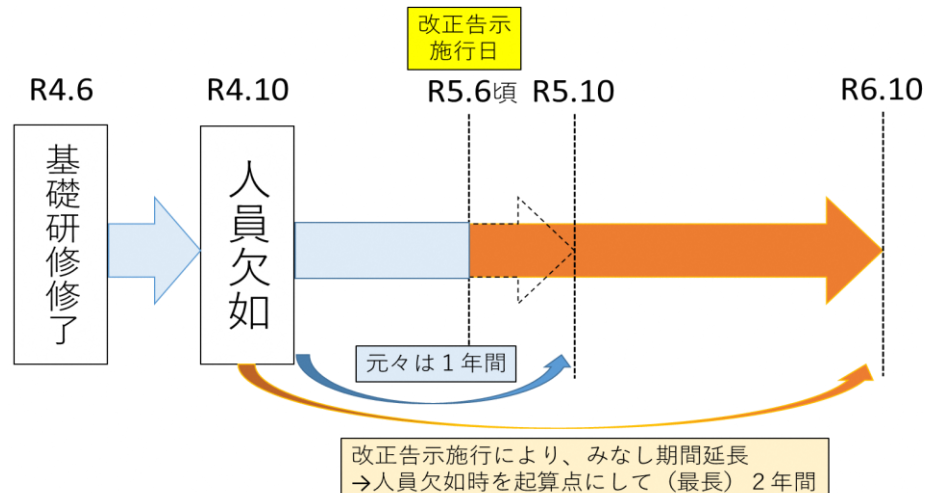 改正告示
施行日
R4.6
R4.10
R5.6頃
R5.10
R6.10
基礎研修修了
人員欠如
元々は１年間
改正告示施行により、みなし期間延長
→人員欠如時を起算点にして（最長）２年間